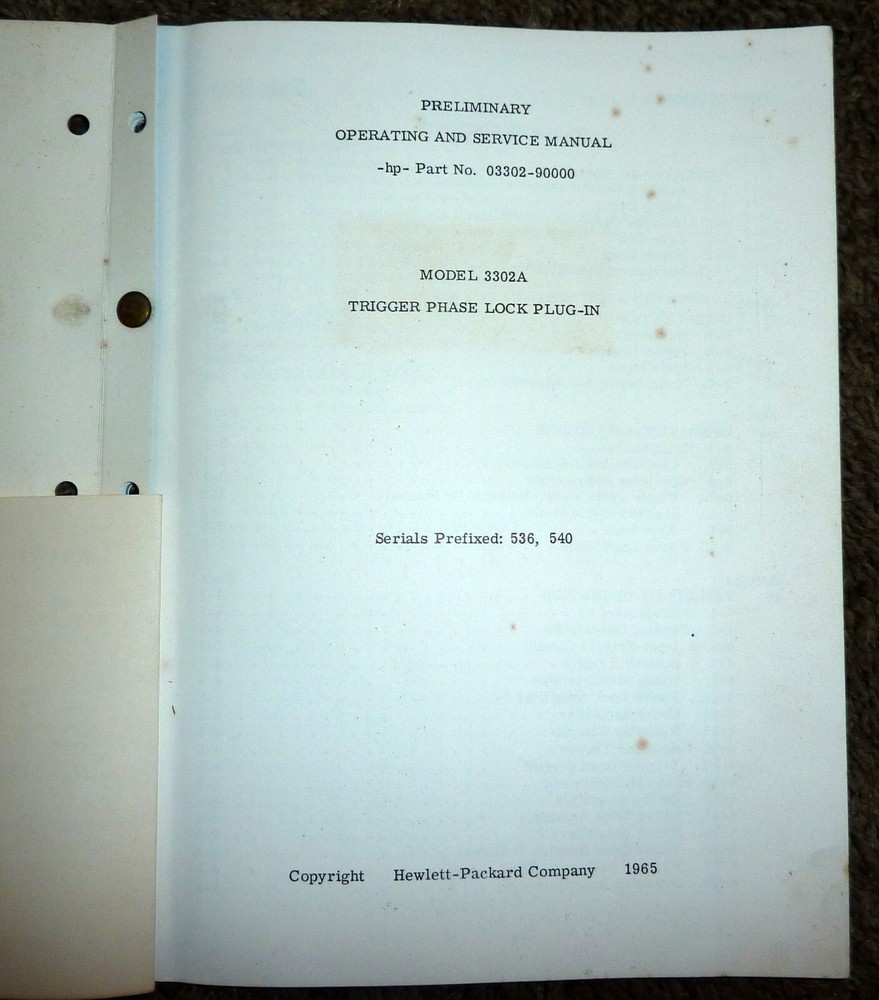 PRELIMINARY
OPERATING AND SERVICE MANUAL
-hp- Part No. 03302-90000
MODEL 3302A
TRIGGER PHASE LOCK PLUG-IN
Serials Prefixed: 536, 540
Copyright Hewlett-Packard Company 1965